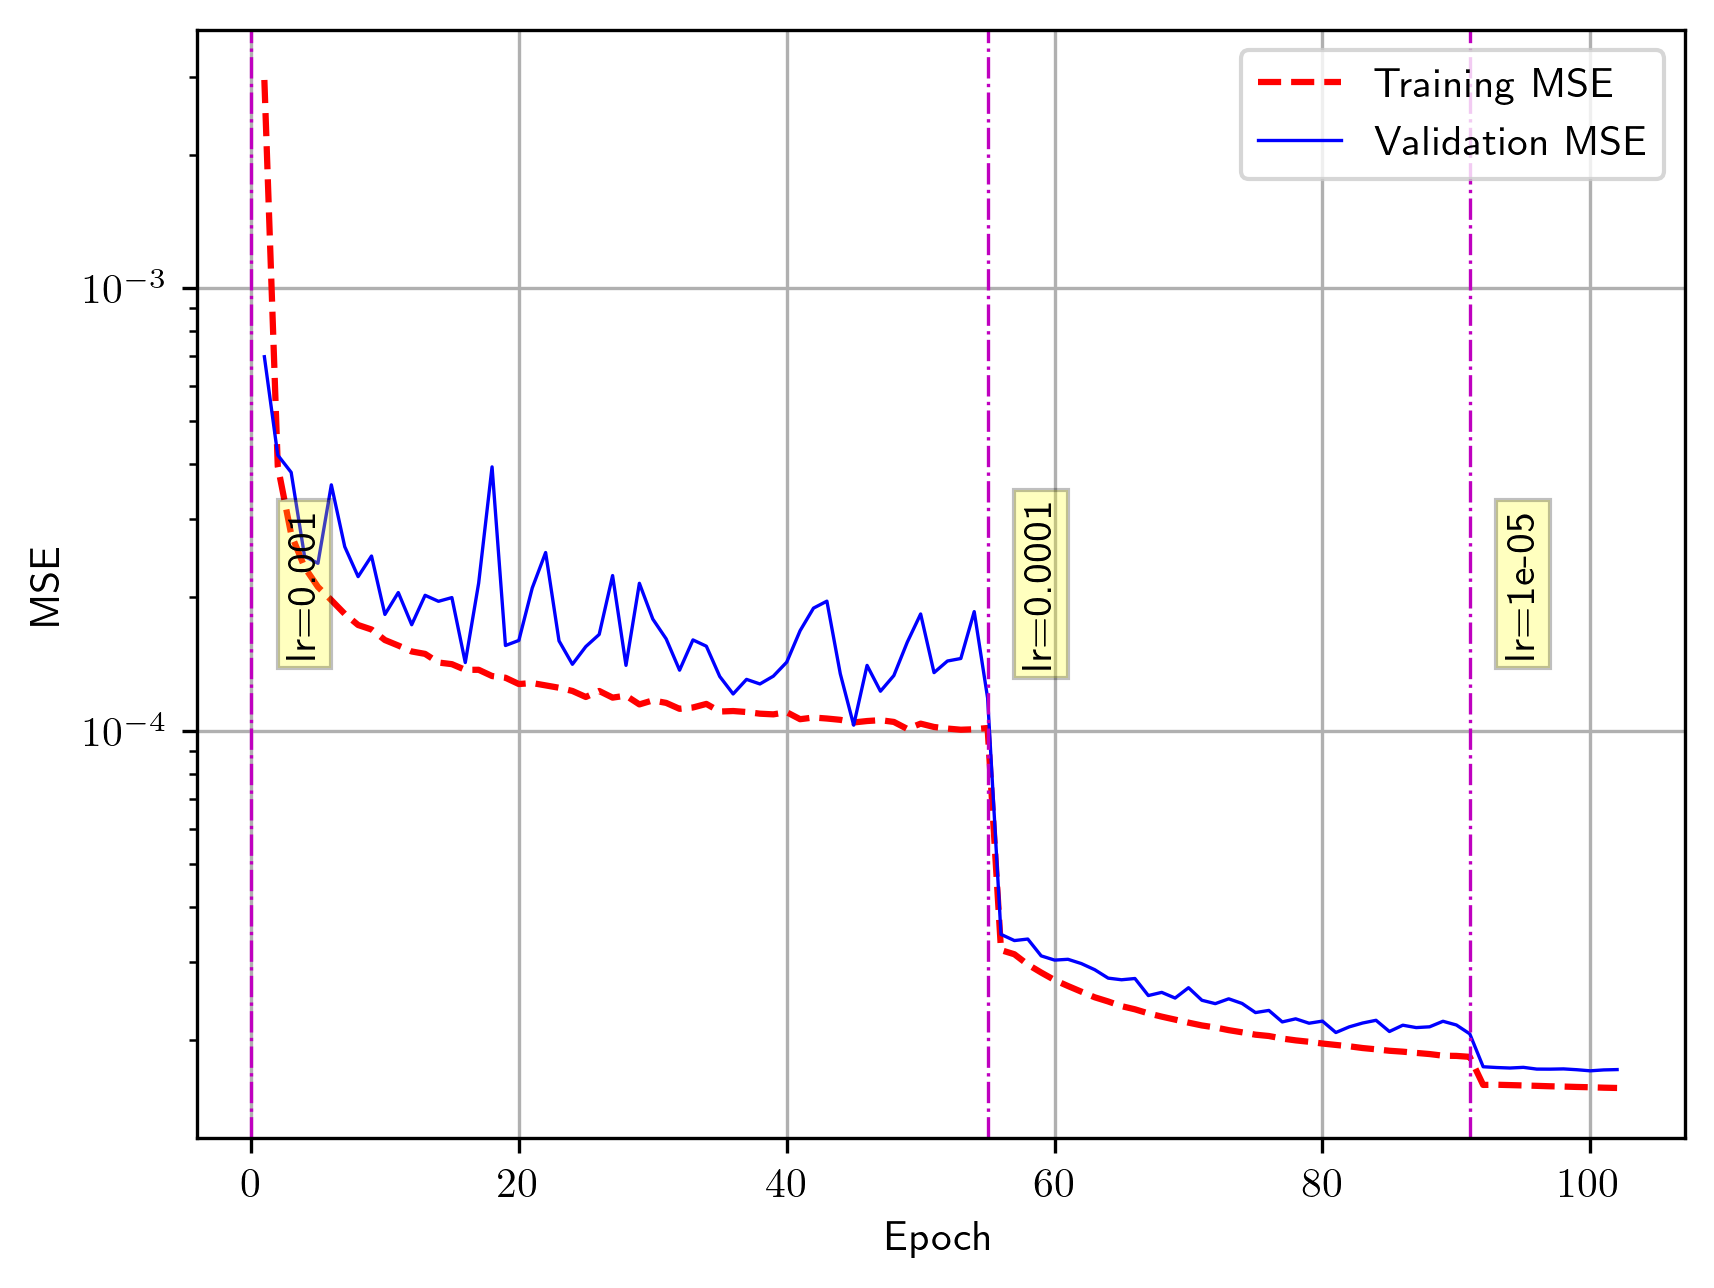 Training MSE
Validation MSE
10⁻³
10⁻⁴
MSE
lr=0.001
lr=0.0001
lr=1e-05
0 20 40 60 80 100
Epoch